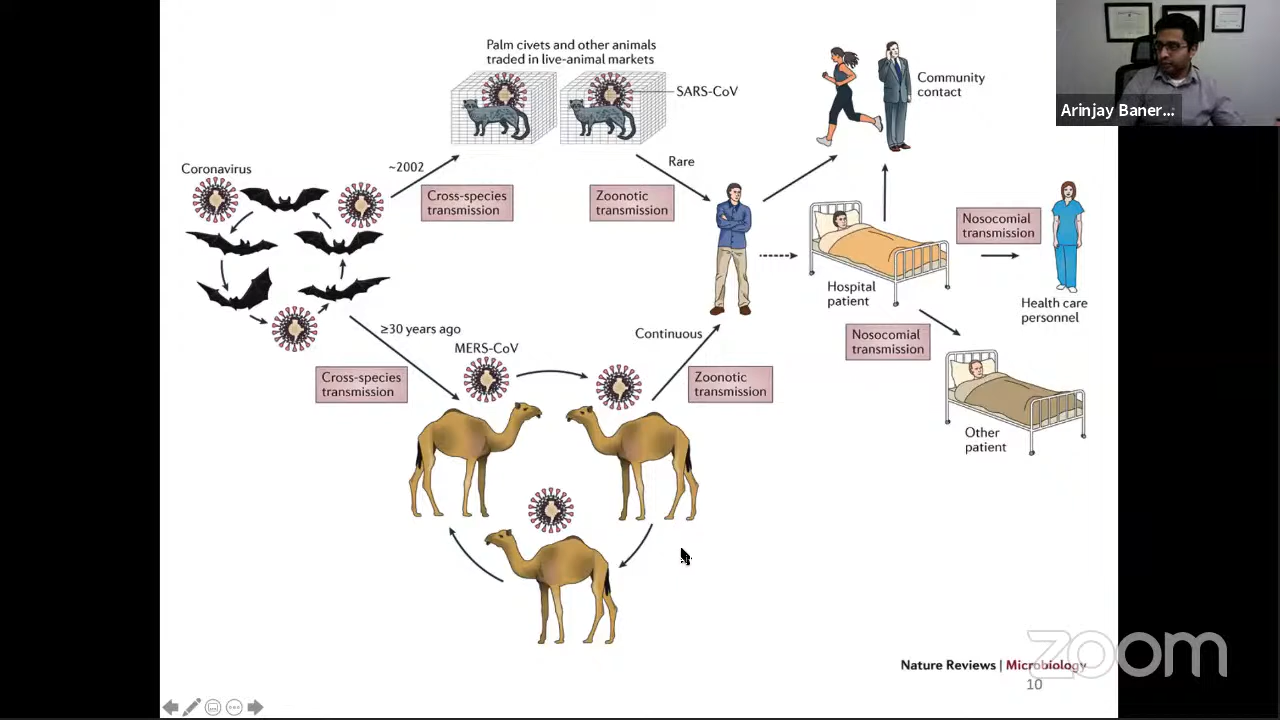 Palm civets and other animals
traded in live-animal markets
SARS-CoV
Community
contact
Arinjay Baner...
Coronavirus
~2002
Rare
Cross-species
transmission
Zoonotic
transmission
Nosocomial
transmission
Hospital
patient
Health care
personnel
≥30 years ago
MERS-CoV
Continuous
Nosocomial
transmission
Cross-species
transmission
Zoonotic
transmission
Other
patient
Nature Reviews | Microbiology
10
zoom